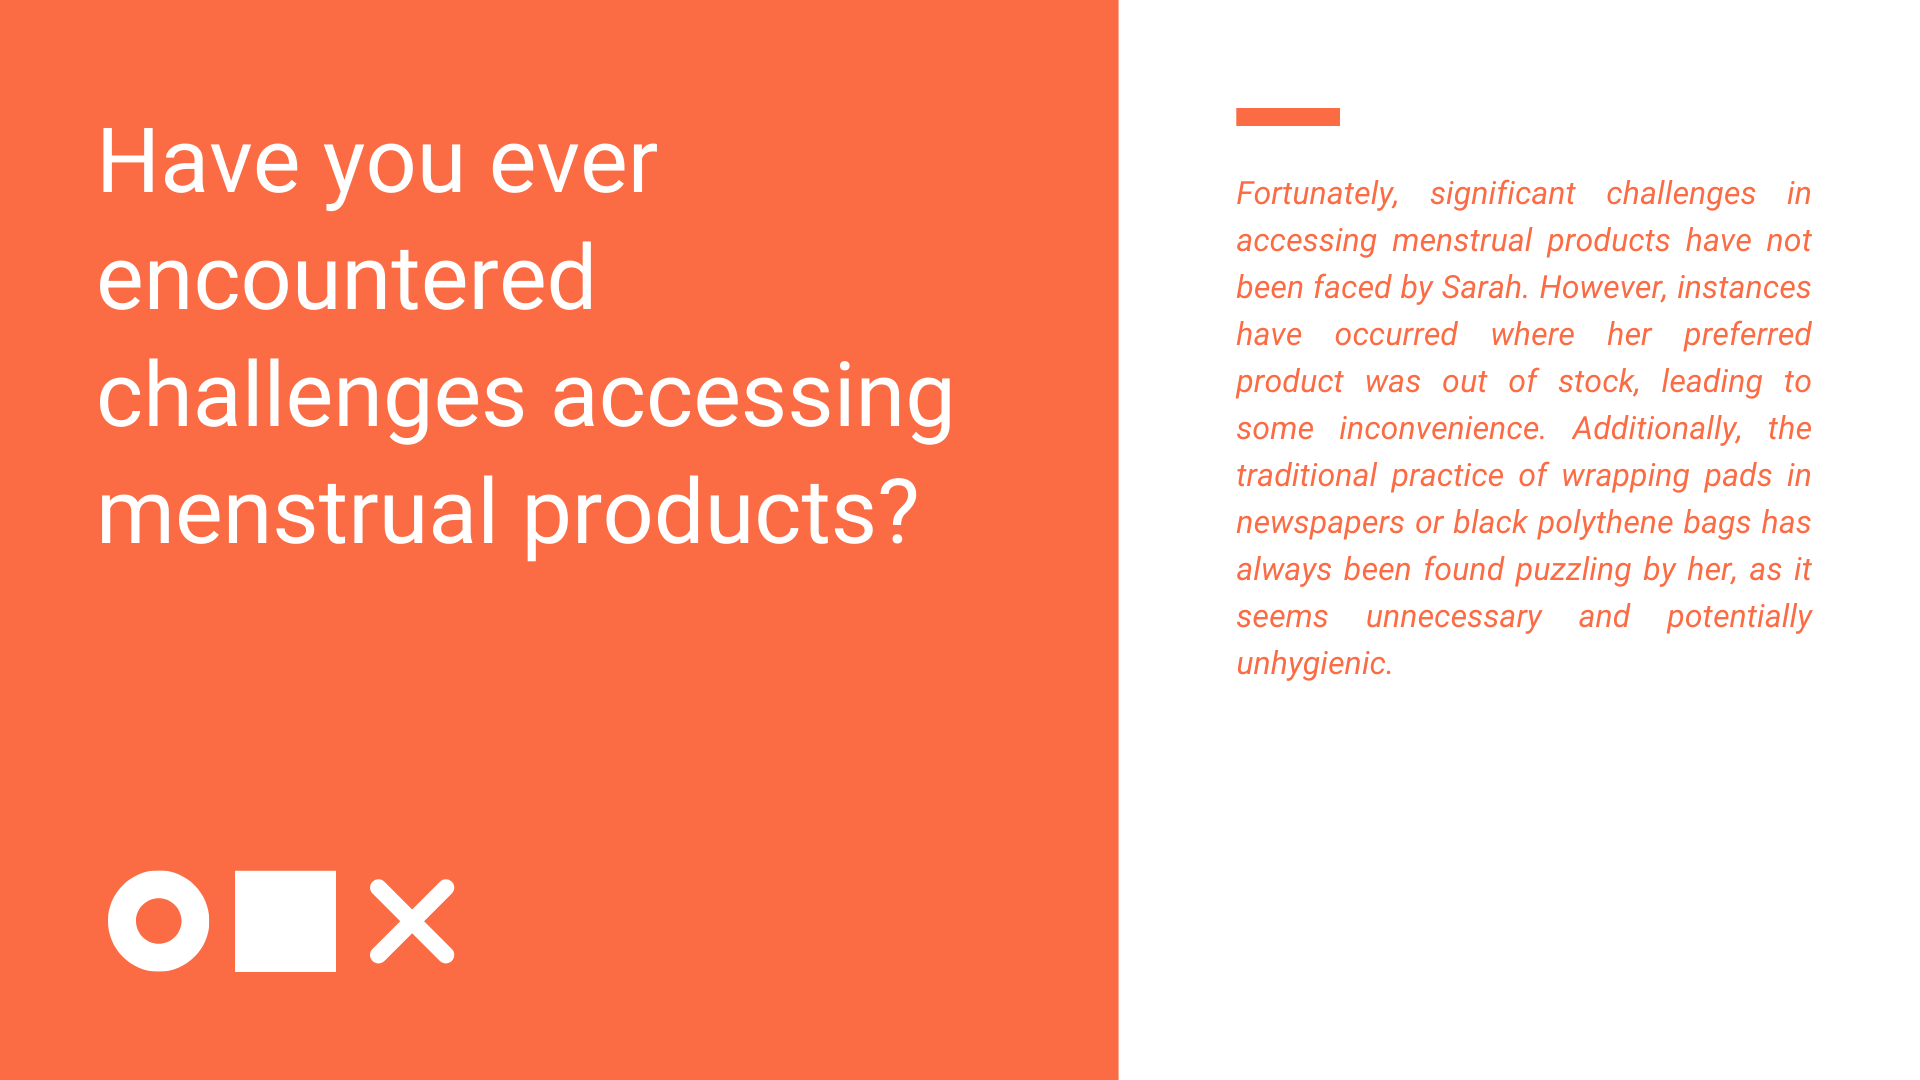 Have you ever
encountered
challenges accessing
menstrual products?
Fortunately, significant challenges in
accessing menstrual products have not
been faced by Sarah. However, instances
have occurred where her preferred
product was out of stock, leading to
some inconvenience. Additionally, the
traditional practice of wrapping pads in
newspapers or black polythene bags has
always been found puzzling by her, as it
seems unnecessary and potentially
unhygienic.